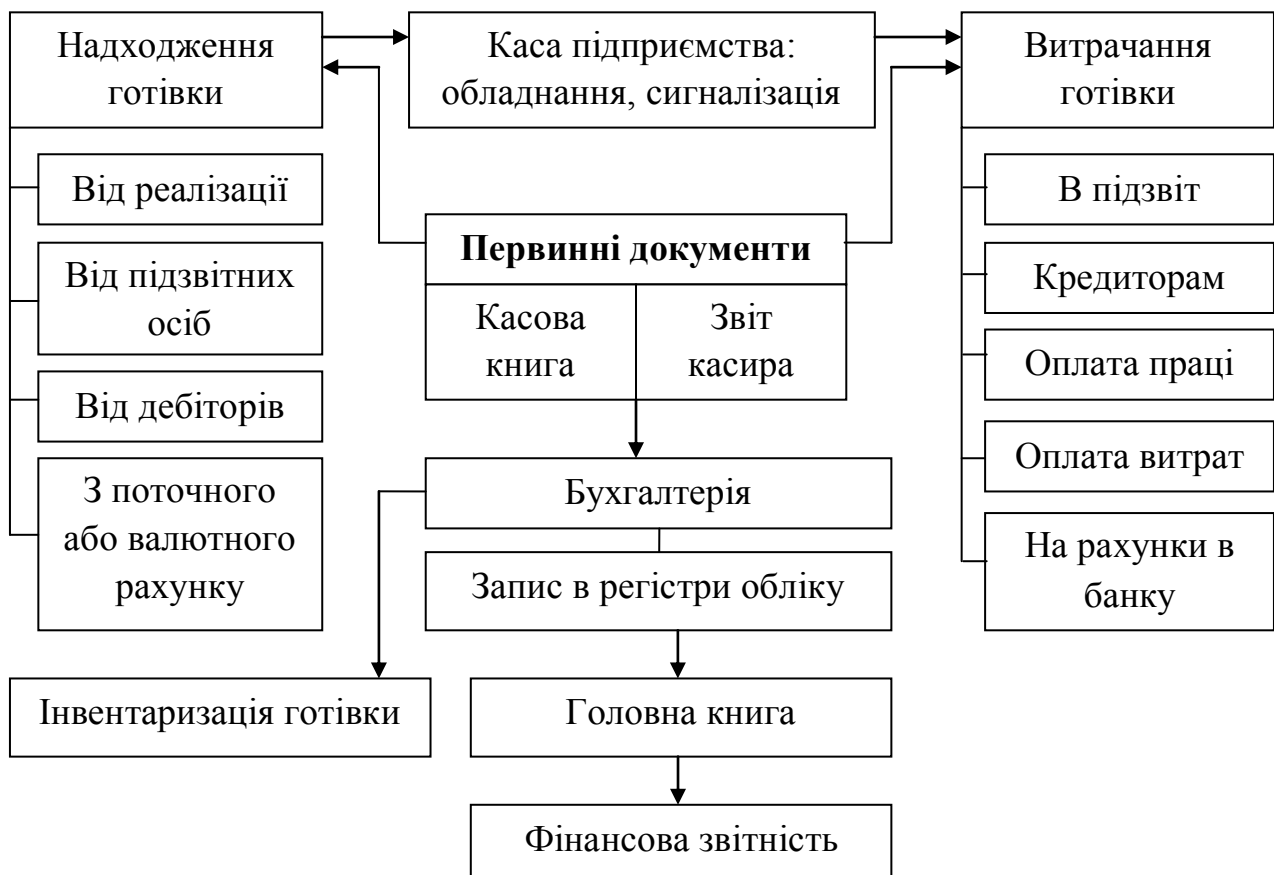 Надходження
готівки
Каса підприємства:
обладнання, сигналізація
Витрачання
готівки
Від реалізації
Від підзвітних
осіб
Від дебіторів
З поточного
або валютного
рахунку
Первинні документи
Касова
книга
Звіт
касира
В підзвіт
Кредиторам
Оплата праці
Оплата витрат
На рахунки в
банку
Бухгалтерія
Запис в регістри обліку
Інвентаризація готівки
Головна книга
Фінансова звітність